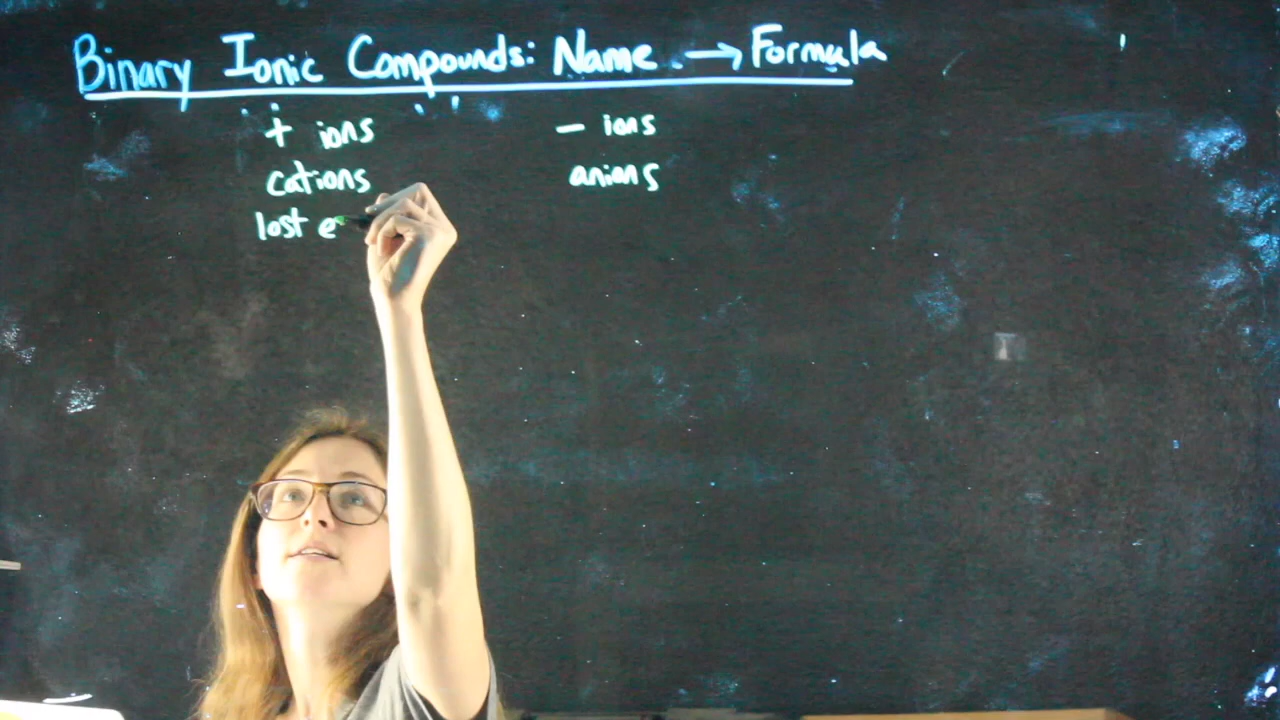 Binary Ionic Compounds: Name → Formula
+ ions — ions
cations anions
lost e